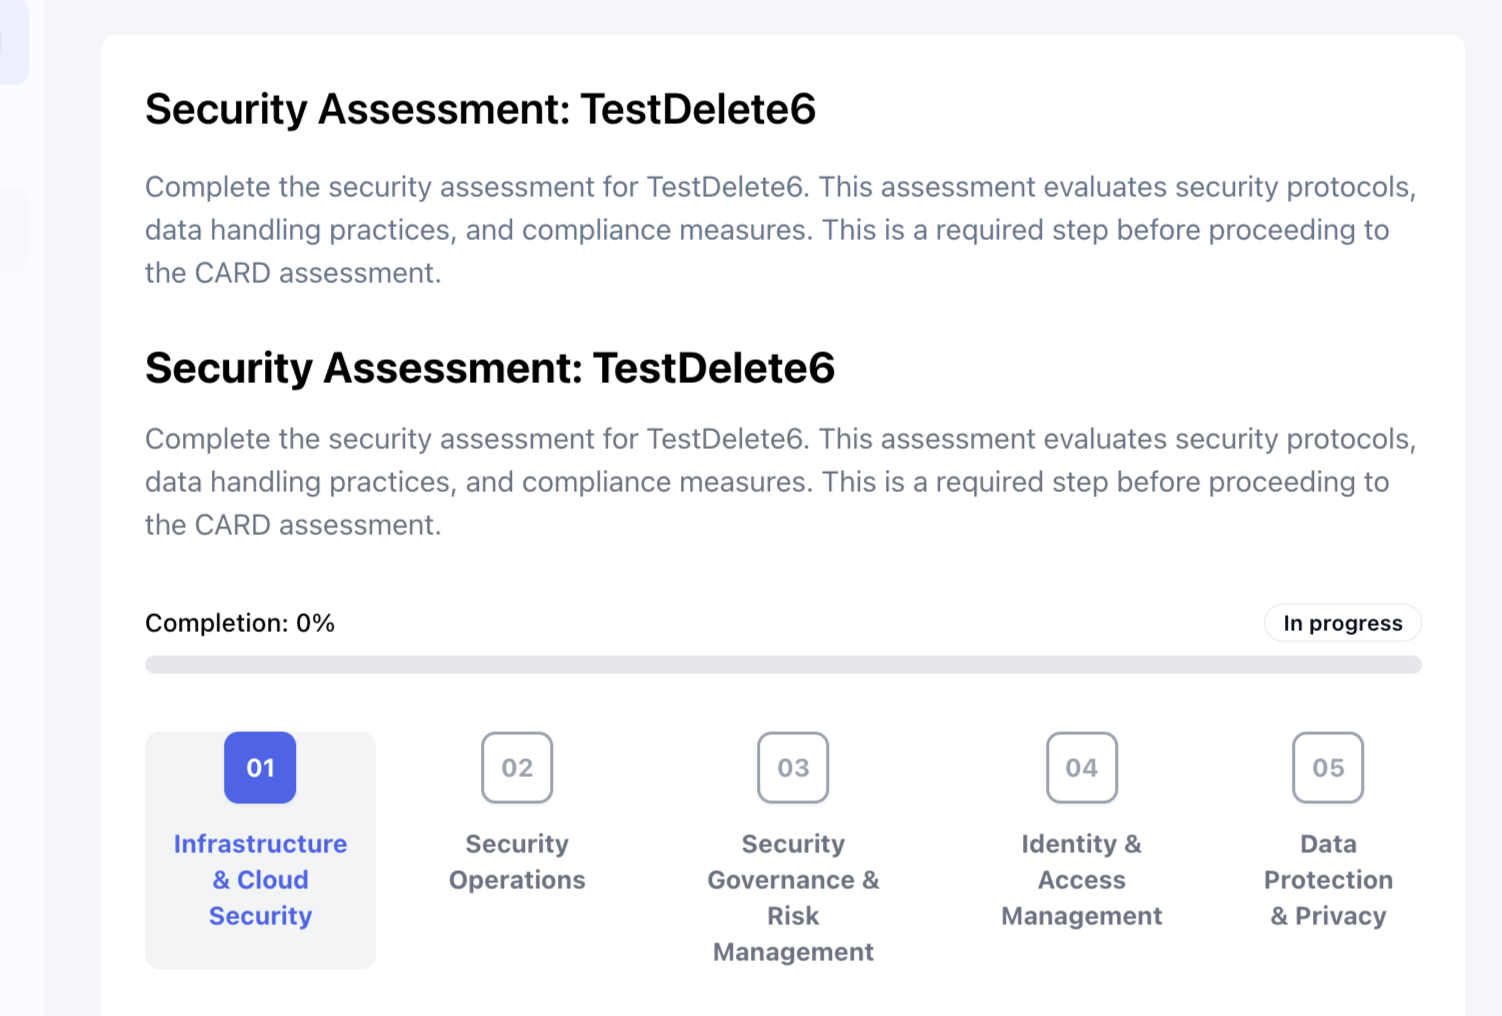 Security Assessment: TestDelete6
Complete the security assessment for TestDelete6. This assessment evaluates security protocols,
data handling practices, and compliance measures. This is a required step before proceeding to
the CARD assessment.
Security Assessment: TestDelete6
Complete the security assessment for TestDelete6. This assessment evaluates security protocols,
data handling practices, and compliance measures. This is a required step before proceeding to
the CARD assessment.
Completion: 0%
In progress
01
Infrastructure
& Cloud
Security
02
Security
Operations
03
Security
Governance &
Risk
Management
04
Identity &
Access
Management
05
Data
Protection
& Privacy